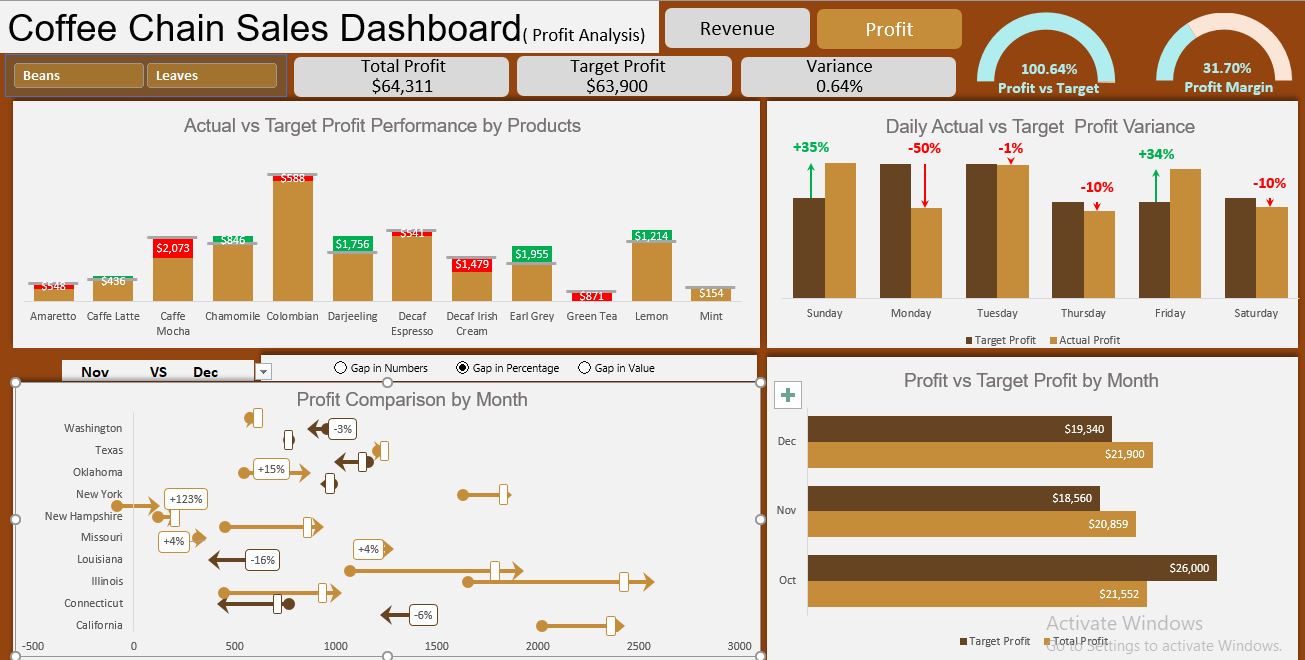 Coffee Chain Sales Dashboard( Profit Analysis)
Revenue
Profit
100.64%
Profit vs Target
31.70%
Profit Margin
Beans
Leaves
Total Profit
$64,311
Target Profit
$63,900
Variance
0.64%
Actual vs Target Profit Performance by Products
$548
$436
$2,073
$846
$588
$1,756
$541
$1,479
$1,955
$871
$1,214
$154
Amaretto
Caffe Latte
Caffe
Mocha
Chamomile
Colombian
Darjeeling
Decaf
Espresso
Decaf Irish
Cream
Earl Grey
Green Tea
Lemon
Mint
Daily Actual vs Target Profit Variance
+35%
-50%
-1%
-10%
+34%
-10%
Sunday
Monday
Tuesday
Thursday
Friday
Saturday
Target Profit
Actual Profit
Nov VS Dec
Gap in Numbers
Gap in Percentage
Gap in Value
Profit Comparison by Month
Washington
-3%
Texas
Oklahoma
+15%
New York
+123%
New Hampshire
Missouri
+4%
+4%
Louisiana
-16%
Illinois
Connecticut
-6%
California
-500 0 500 1000 1500 2000 2500 3000
Profit vs Target Profit by Month
Dec
$19,340
$21,900
Nov
$18,560
$20,859
Oct
$26,000
$21,552
Target Profit
Total Profit
Activate Windows
Go to Settings to activate Windows.